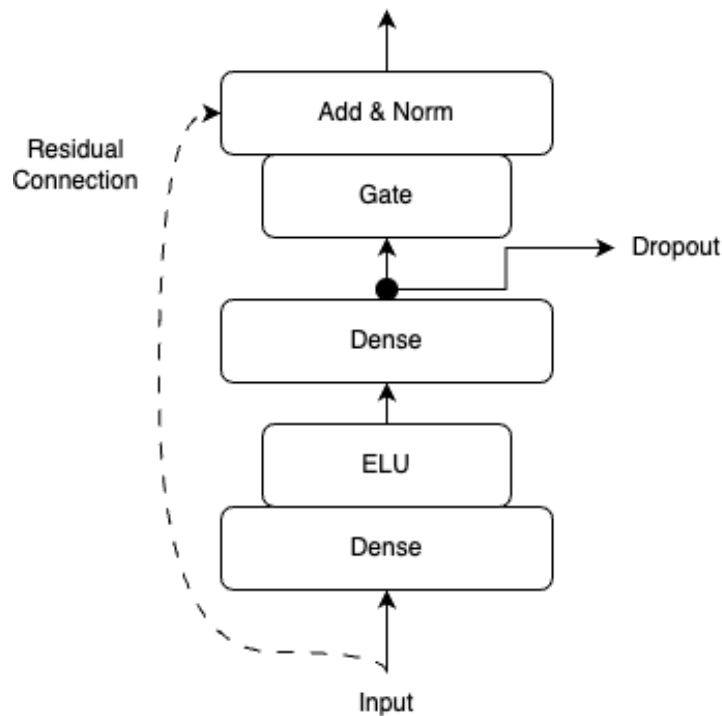 Add & Norm
Residual
Connection
Gate
Dropout
Dense
ELU
Dense
Input